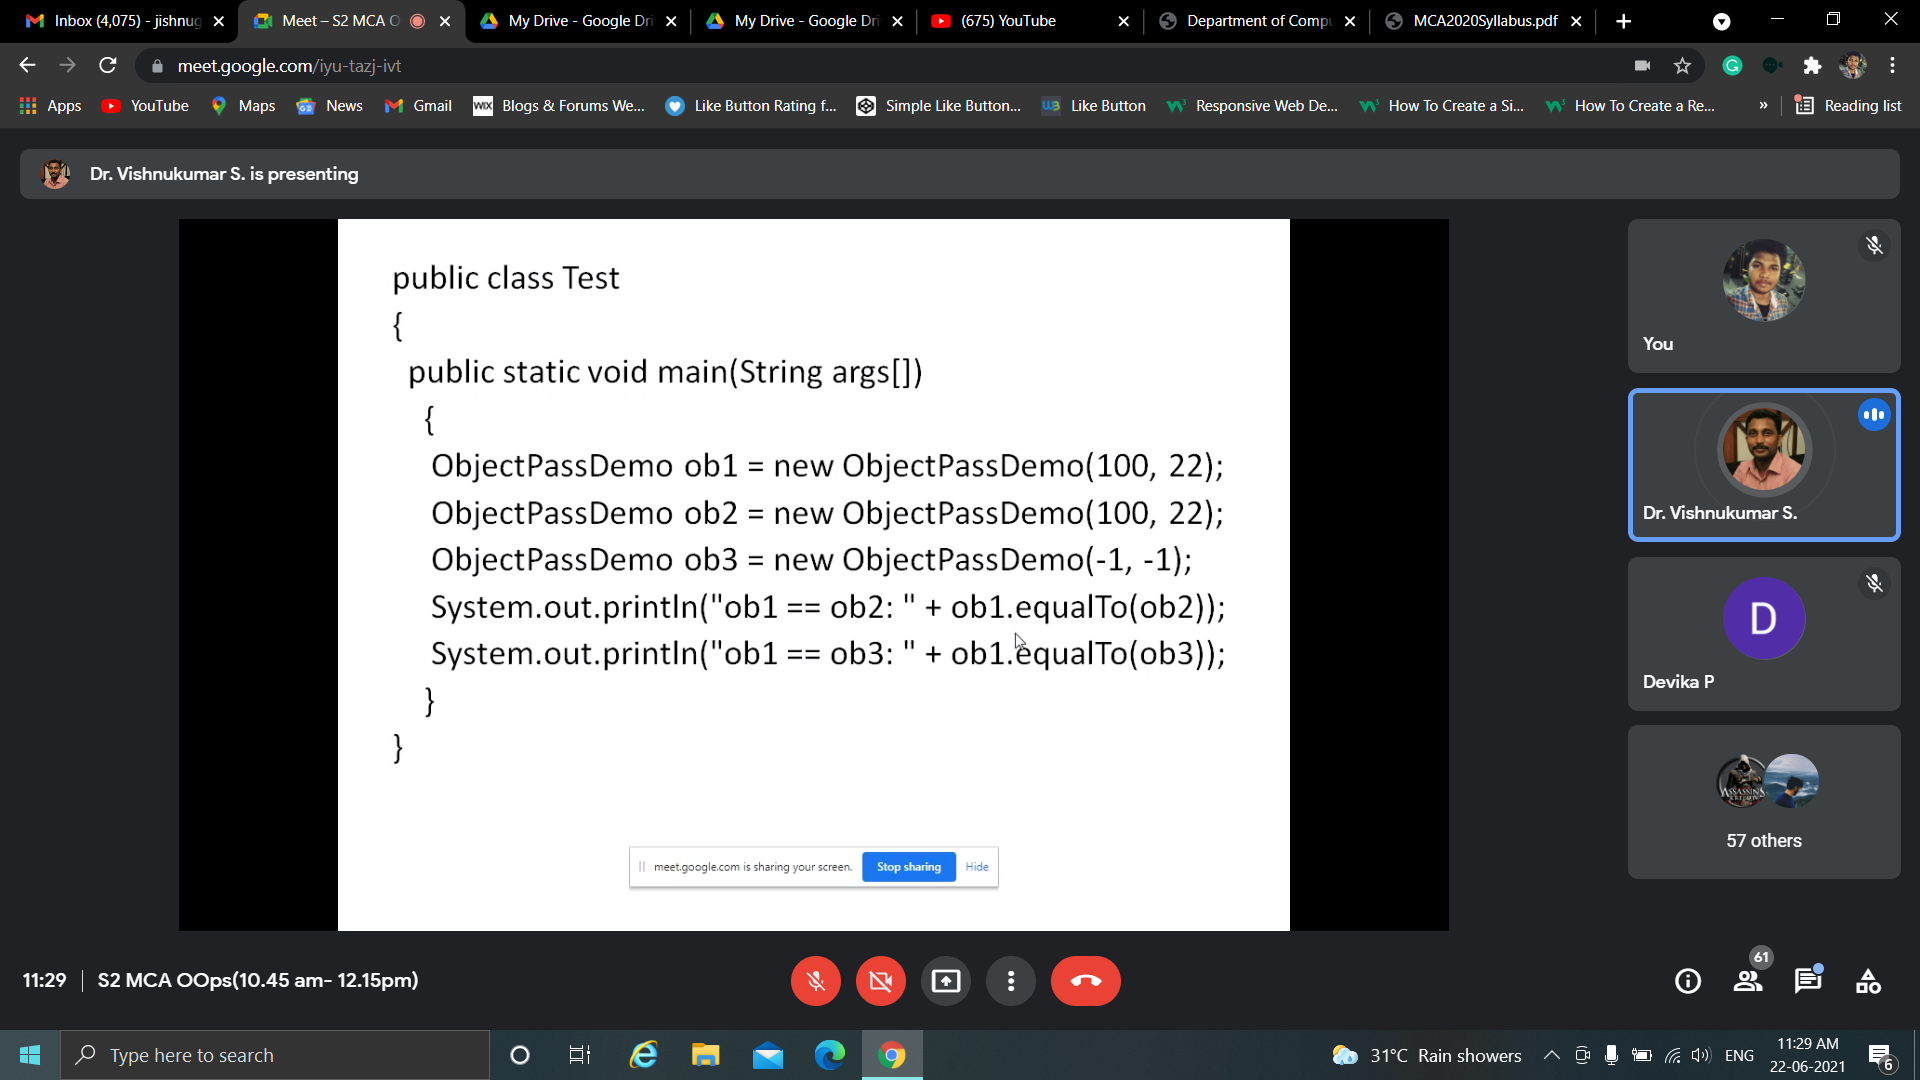 Inbox (4,075) - jishnug
Meet – S2 MCA O
My Drive - Google Dri
My Drive - Google Dri
(675) YouTube
Department of Compu
MCA2020Syllabus.pdf
meet.google.com/iyu-tazj-ivt
Apps
YouTube
Maps
News
Gmail
WIX
Blogs & Forums We...
Like Button Rating f...
Simple Like Button...
Like Button
Responsive Web De...
How To Create a Si...
How To Create a Re...
»
Reading list
Dr. Vishnukumar S. is presenting
public class Test
{
public static void main(String args[])
{
ObjectPassDemo ob1 = new ObjectPassDemo(100, 22);
ObjectPassDemo ob2 = new ObjectPassDemo(100, 22);
ObjectPassDemo ob3 = new ObjectPassDemo(-1, -1);
System.out.println("ob1 == ob2: " + ob1.equalTo(ob2));
System.out.println("ob1 == ob3: " + ob1.equalTo(ob3));
}
}
meet.google.com is sharing your screen.
Stop sharing
Hide
You
Dr. Vishnukumar S.
D
Devika P
57 others
11:29
S2 MCA OOps(10.45 am- 12.15pm)
61
Type here to search
31°C Rain showers
ENG
11:29 AM
22-06-2021
6